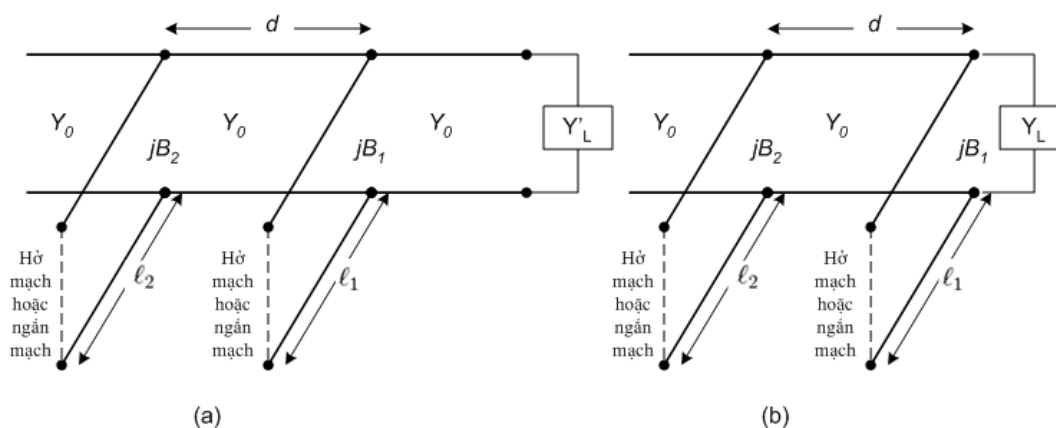 d
Y₀
Y₀
Y₀
Y'L
jB₂
jB₁
Hở
mạch
hoặc
ngắn
mạch
ℓ₂
Hở
mạch
hoặc
ngắn
mạch
ℓ₁
(a)
d
Y₀
Y₀
YL
jB₂
jB₁
Hở
mạch
hoặc
ngắn
mạch
ℓ₂
Hở
mạch
hoặc
ngắn
mạch
ℓ₁
(b)